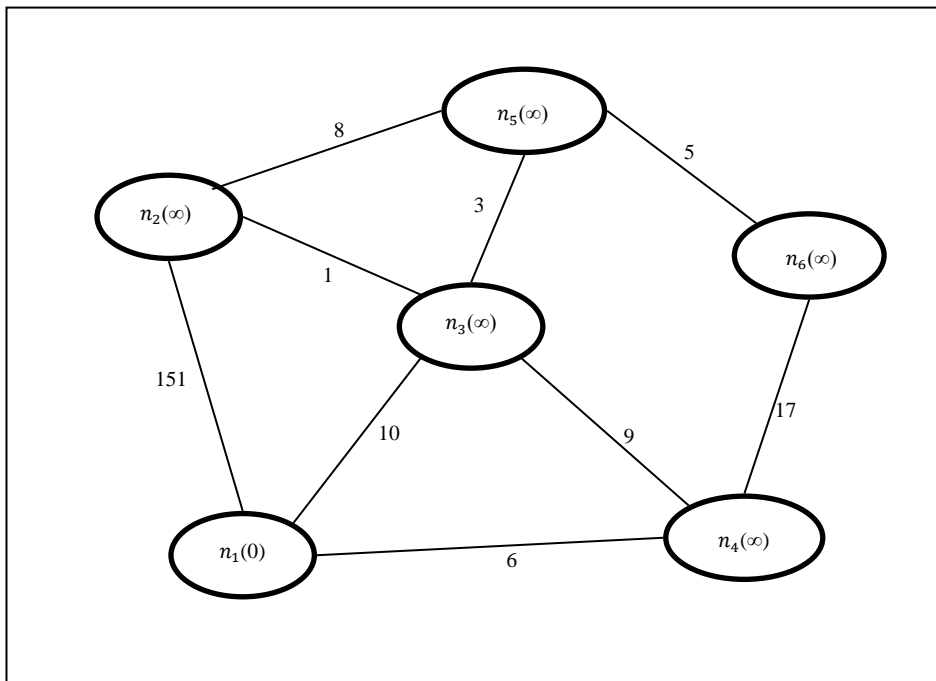 n₅(∞)
8
5
n₂(∞)
3
n₆(∞)
1
n₃(∞)
151
10
9
17
n₁(0)
6
n₄(∞)